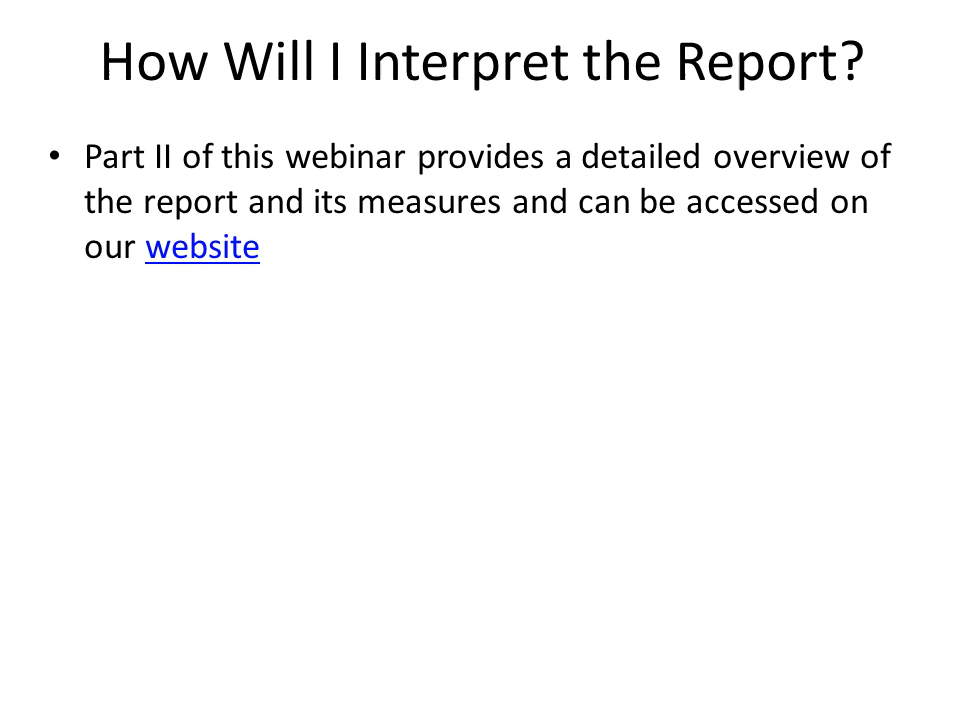 How Will I Interpret the Report?
• Part II of this webinar provides a detailed overview of
the report and its measures and can be accessed on
our website